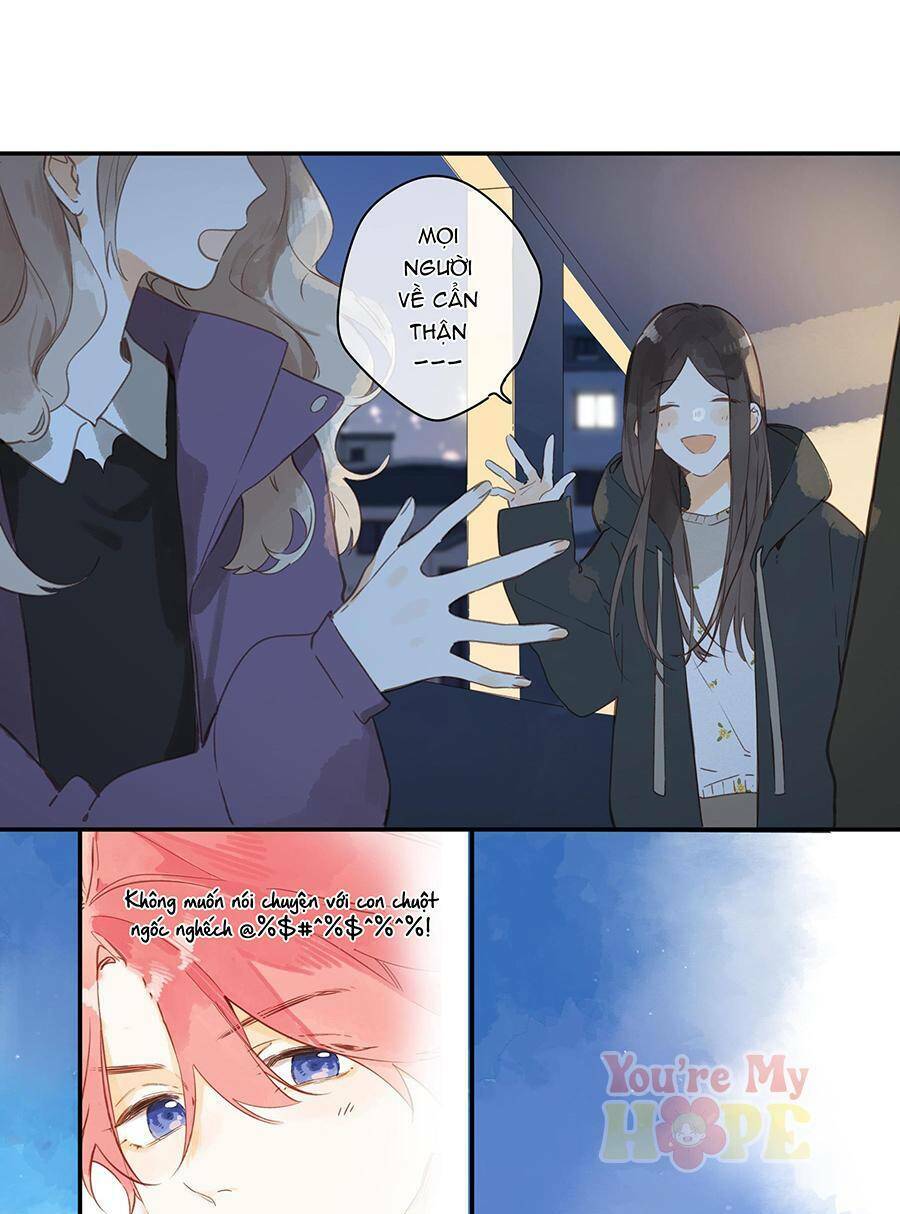 MỌI
NGƯỜI
VỀ CẨN
THẬN
---
Không muốn nói chuyện với con chuột
ngốc nghếch @%$#^%$^%^%!
You're My
HOPE